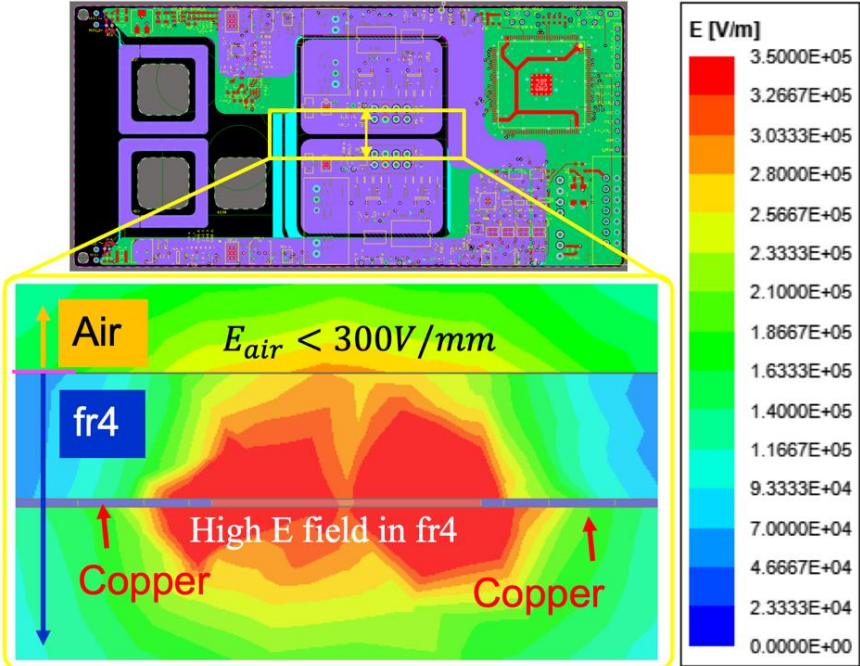 E [V/m]
3.5000E+05
3.2667E+05
3.0333E+05
2.8000E+05
2.5667E+05
2.3333E+05
2.1000E+05
1.8667E+05
1.6333E+05
1.4000E+05
1.1667E+05
9.3333E+04
7.0000E+04
4.6667E+04
2.3333E+04
0.0000E+00
Air
E_air < 300V/mm
fr4
High E field in fr4
Copper
Copper